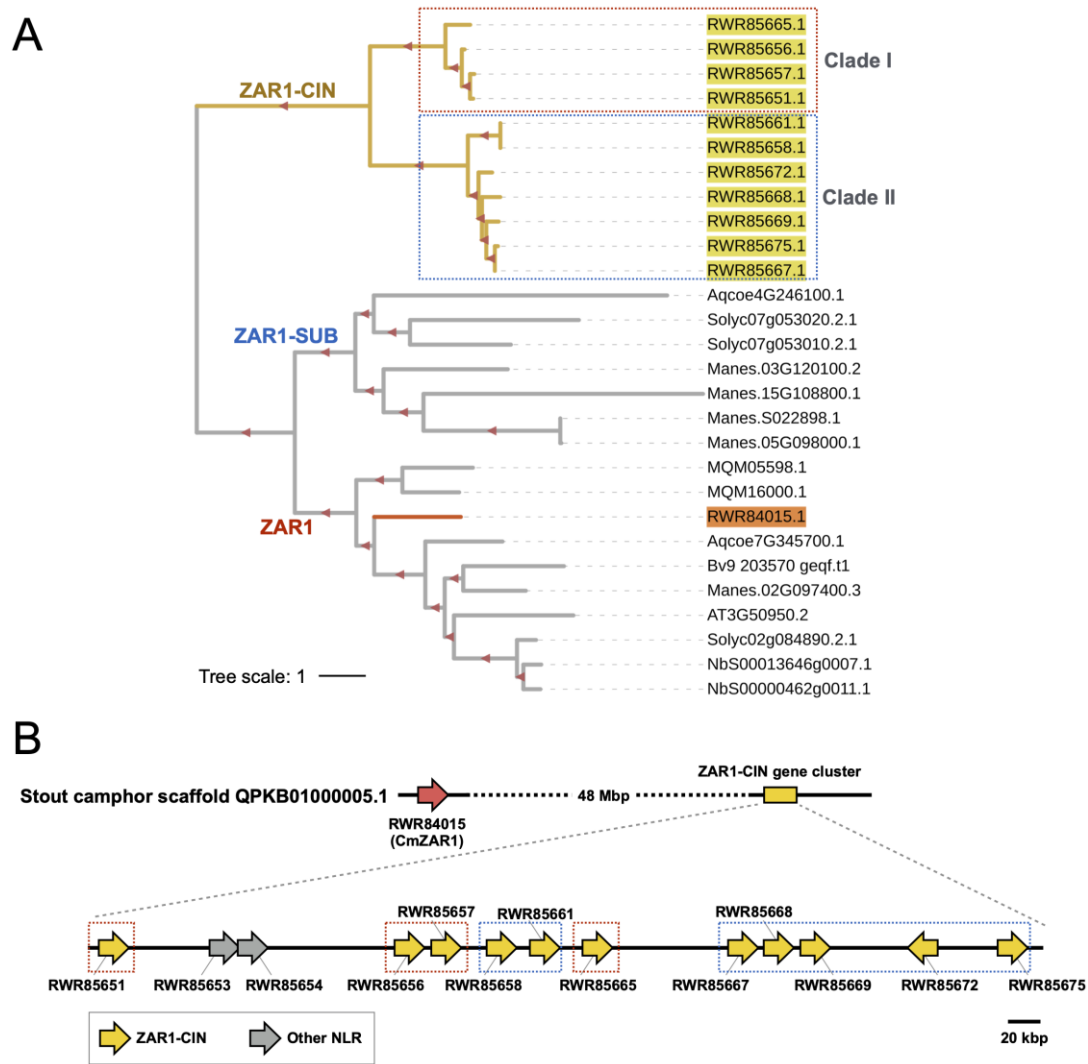 A
RWR85665.1
RWR85656.1
Clade I
RWR85657.1
ZAR1-CIN
RWR85651.1
RWR85661.1
RWR85658.1
RWR85672.1
RWR85668.1
Clade II
RWR85669.1
RWR85675.1
RWR85667.1
Aqcoe4G246100.1
Solyc07g053020.2.1
ZAR1-SUB
Solyc07g053010.2.1
Manes.03G120100.2
Manes.15G108800.1
Manes.S022898.1
Manes.05G098000.1
MQM05598.1
MQM16000.1
ZAR1
RWR84015.1
Aqcoe7G345700.1
Bv9 203570 geqf.t1
Manes.02G097400.3
AT3G50950.2
Solyc02g084890.2.1
Tree scale: 1
NbS00013646g0007.1
NbS00000462g0011.1
B
ZAR1-CIN gene cluster
Stout camphor scaffold QPKB01000005.1
48 Mbp
RWR84015
(CmZAR1)
RWR85657
RWR85661
RWR85668
RWR85651
RWR85653
RWR85654
RWR85656
RWR85658
RWR85665
RWR85667
RWR85669
RWR85672
RWR85675
ZAR1-CIN
Other NLR
20 kbp